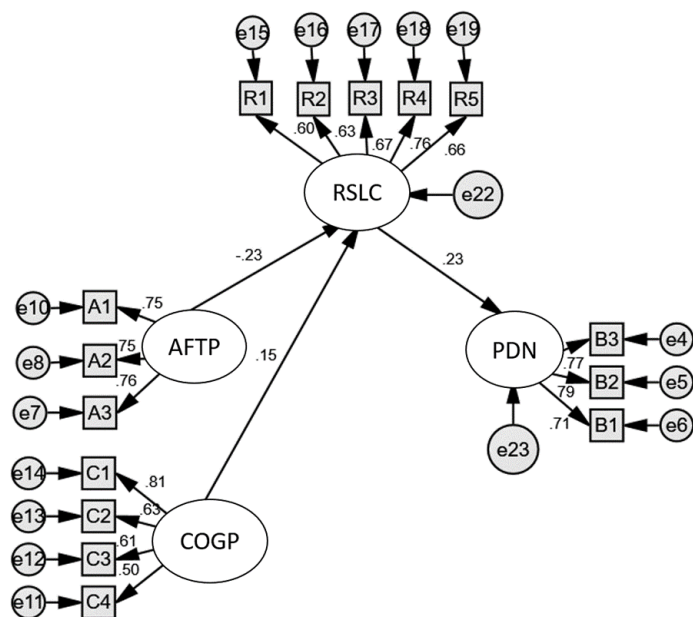 e15 e16 e17 e18 e19
R1 R2 R3 R4 R5
.60 .63 .67 .76 .66
RSLC
e22
-.23
.23
.15
e10 A1 .75
e8 A2 .75
e7 A3 .76
AFTP
PDN
B3 e4
.77
B2 e5
.79
B1 e6
.71
e23
e14 C1 .81
e13 C2 .63
e12 C3 .61
e11 C4 .50
COGP